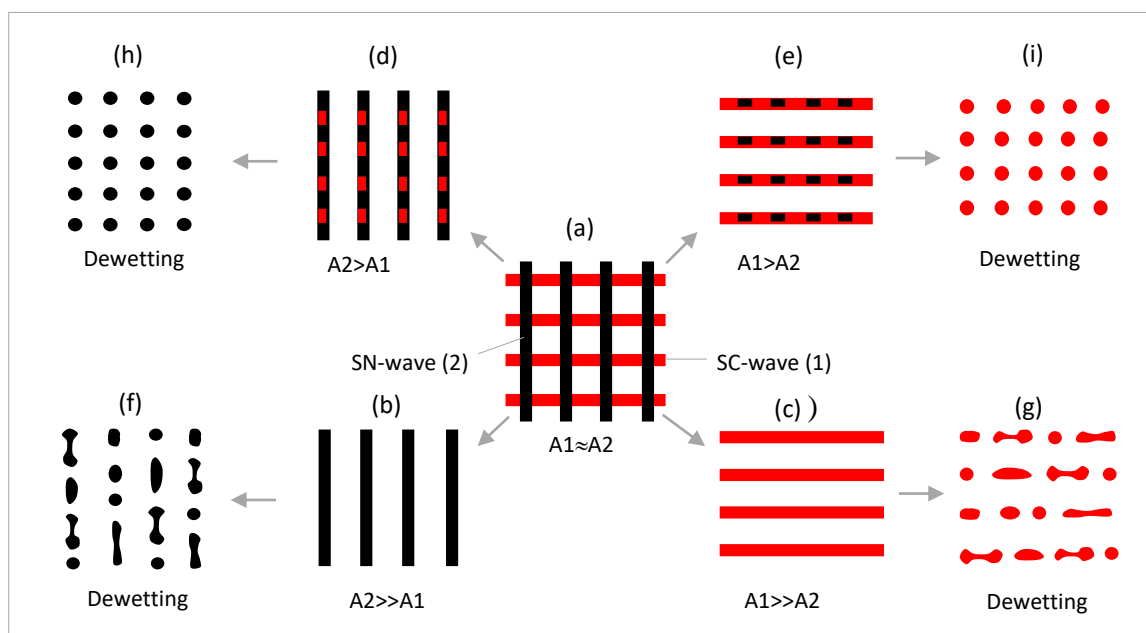 (h)
(d)
(e)
(i)
Dewetting
A2>A1
(a)
A1>A2
Dewetting
SN-wave (2)
SC-wave (1)
(f)
(b)
A1≈A2
(c) )
(g)
Dewetting
A2>>A1
A1>>A2
Dewetting